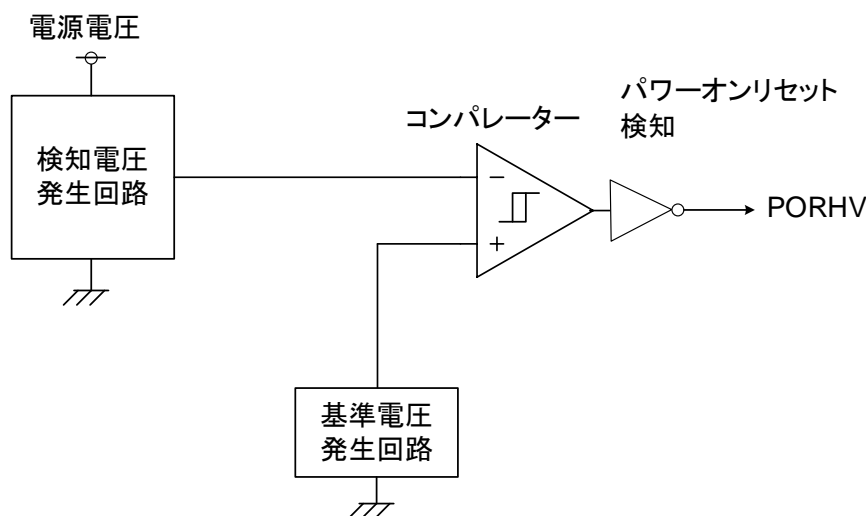 電源電圧
検知電圧
発生回路
コンパレーター
パワーオンリセット
検知
−
+
PORHV
基準電圧
発生回路